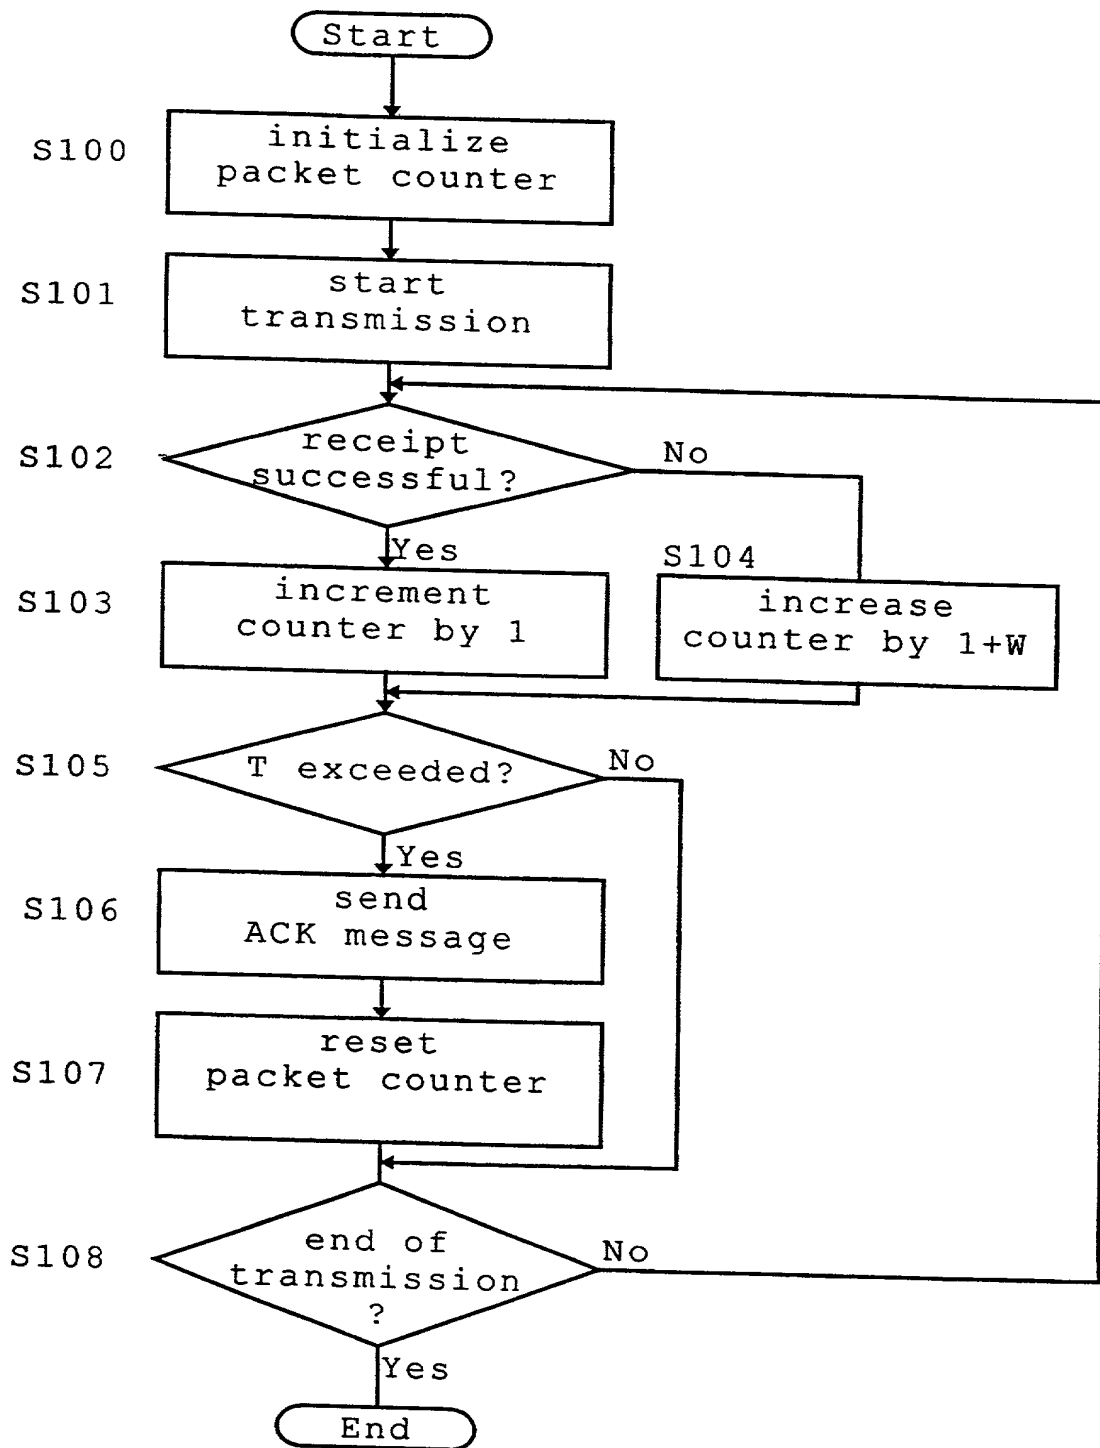 Start
S100
initialize
packet counter
S101
start
transmission
S102
receipt
successful?
No
Yes
S103
increment
counter by 1
S104
increase
counter by 1+W
S105
T exceeded?
No
Yes
S106
send
ACK message
S107
reset
packet counter
S108
end of
transmission
?
No
Yes
End